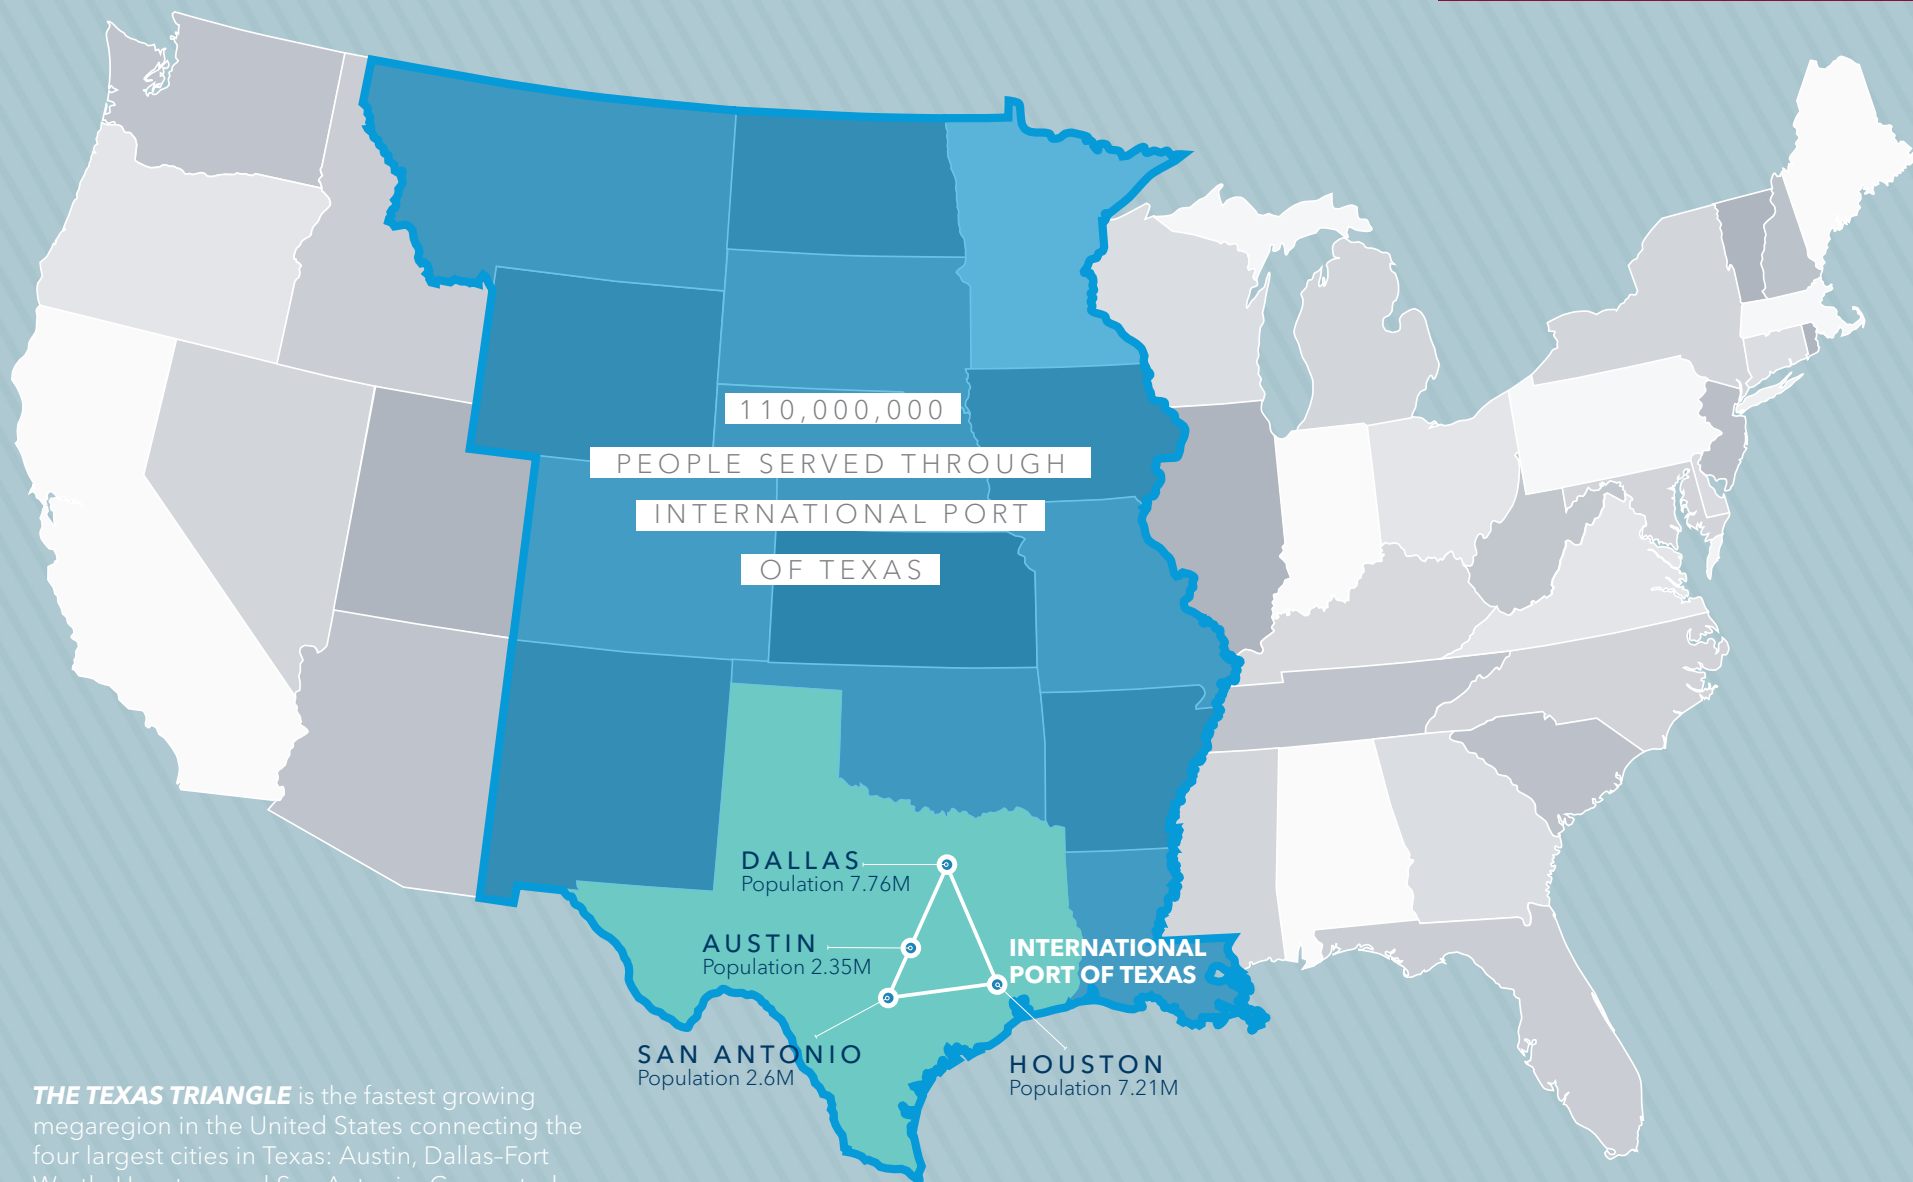 110,000,000
PEOPLE SERVED THROUGH
INTERNATIONAL PORT
OF TEXAS
DALLAS
Population 7.76M
AUSTIN
Population 2.35M
INTERNATIONAL
PORT OF TEXAS
SAN ANTONIO
Population 2.6M
HOUSTON
Population 7.21M
THE TEXAS TRIANGLE is the fastest growing
megaregion in the United States connecting the
four largest cities in Texas: Austin, Dallas–Fort